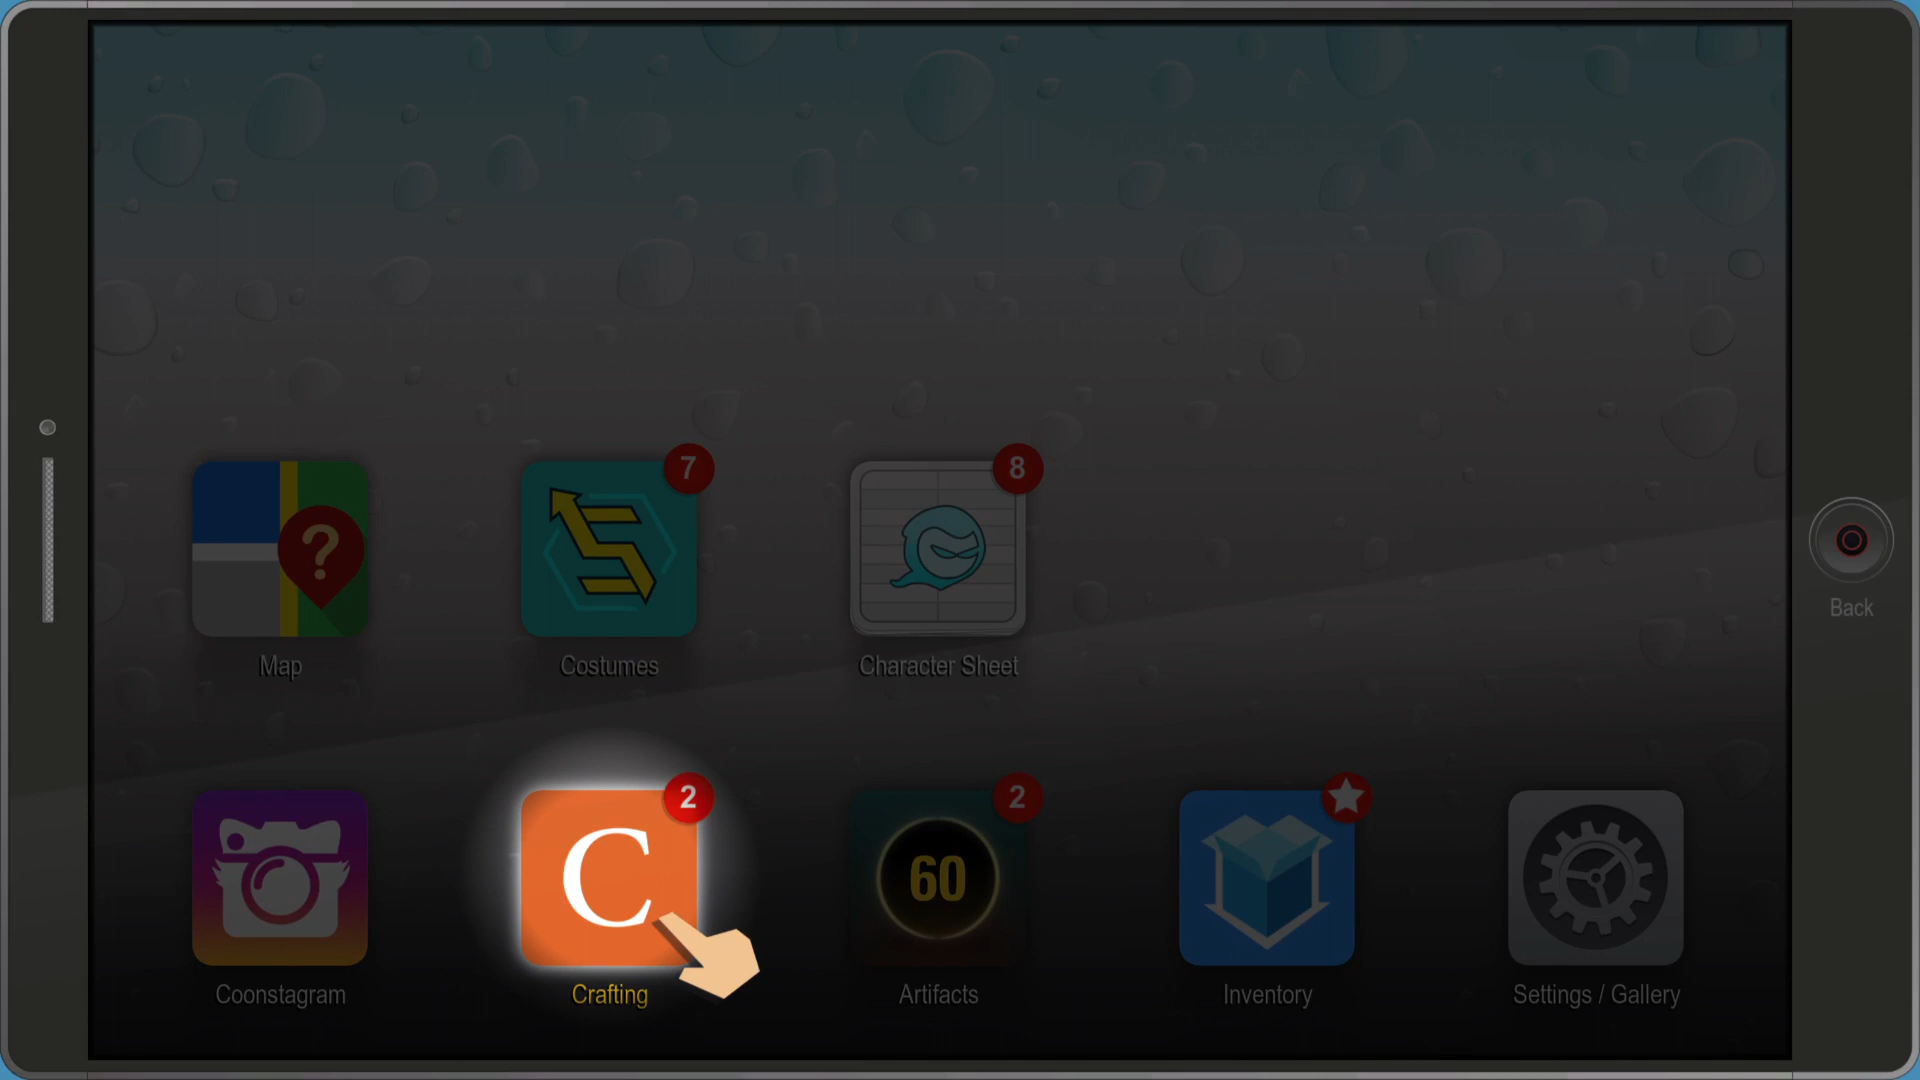 7
8
?
Map
Costumes
Character Sheet
Back
2
2
C
60
Coonstagram
Crafting
Artifacts
Inventory
Settings / Gallery